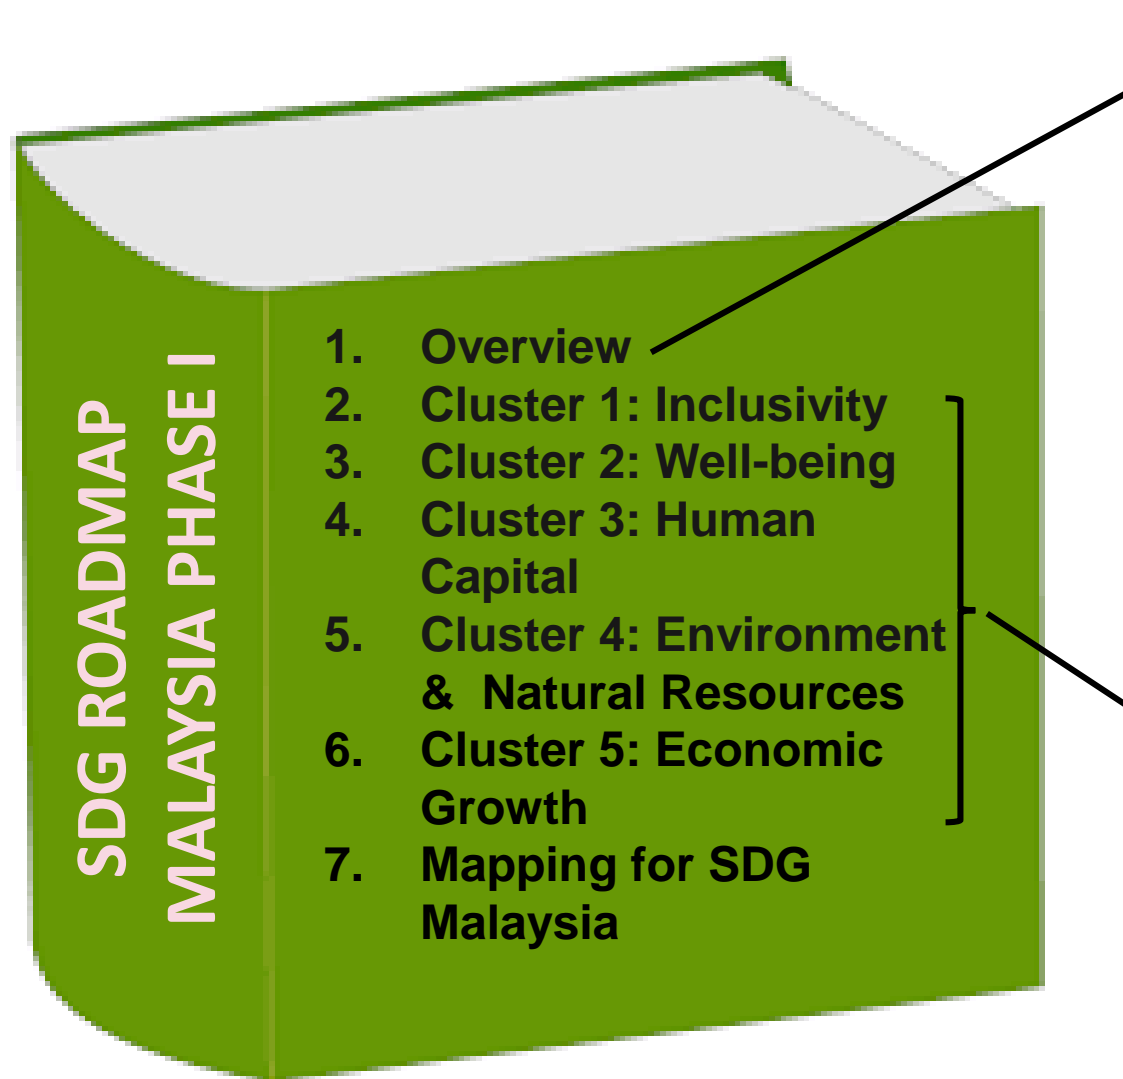 SDG ROADMAP
MALAYSIA PHASE I
1. Overview
2. Cluster 1: Inclusivity
3. Cluster 2: Well-being
4. Cluster 3: Human
Capital
5. Cluster 4: Environment
& Natural Resources
6. Cluster 5: Economic
Growth
7. Mapping for SDG
Malaysia